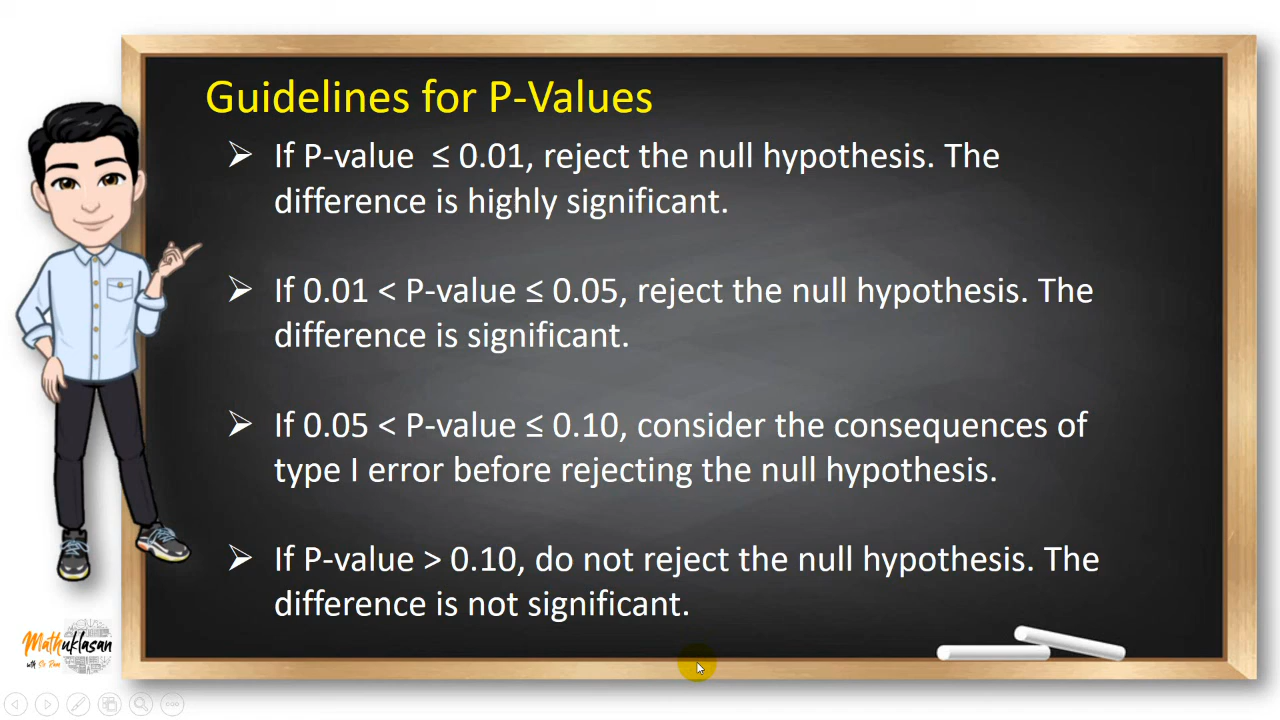 Guidelines for P-Values
➢ If P-value ≤ 0.01, reject the null hypothesis. The
difference is highly significant.
➢ If 0.01 < P-value ≤ 0.05, reject the null hypothesis. The
difference is significant.
➢ If 0.05 < P-value ≤ 0.10, consider the consequences of
type I error before rejecting the null hypothesis.
➢ If P-value > 0.10, do not reject the null hypothesis. The
difference is not significant.
Mathuklasan
with Sir Ram